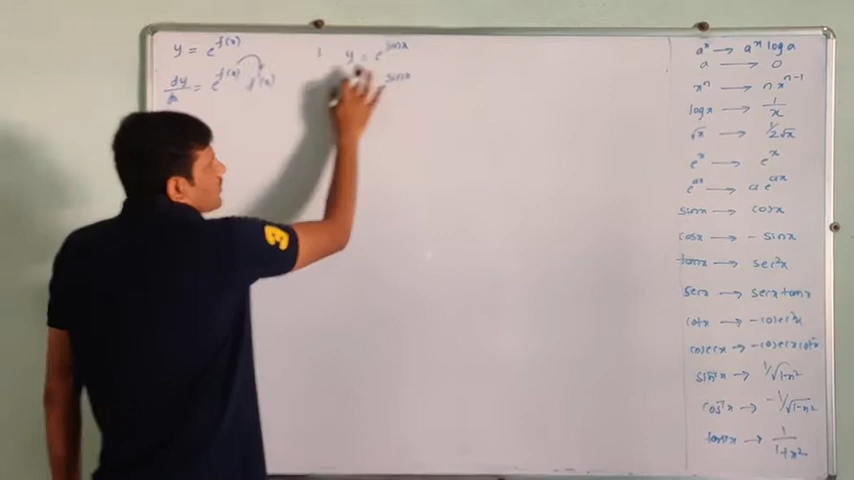 y = e^f(x)
dy/dx = e^f(x) f'(x)
1 y = e^sinx
sinx
a^x → a^x log a
a → 0
x^n → n x^n-1
logx → 1/x
√x → 1/2√x
e^x → e^x
e^ax → a e^ax
sinx → cosx
cosx → - sinx
tanx → sec²x
secx → secx tanx
cotx → -cosec²x
cosecx → -cosecx cotx
sin⁻¹x → 1/√1-x²
cos⁻¹x → -1/√1-x²
tan⁻¹x → 1/1+x²